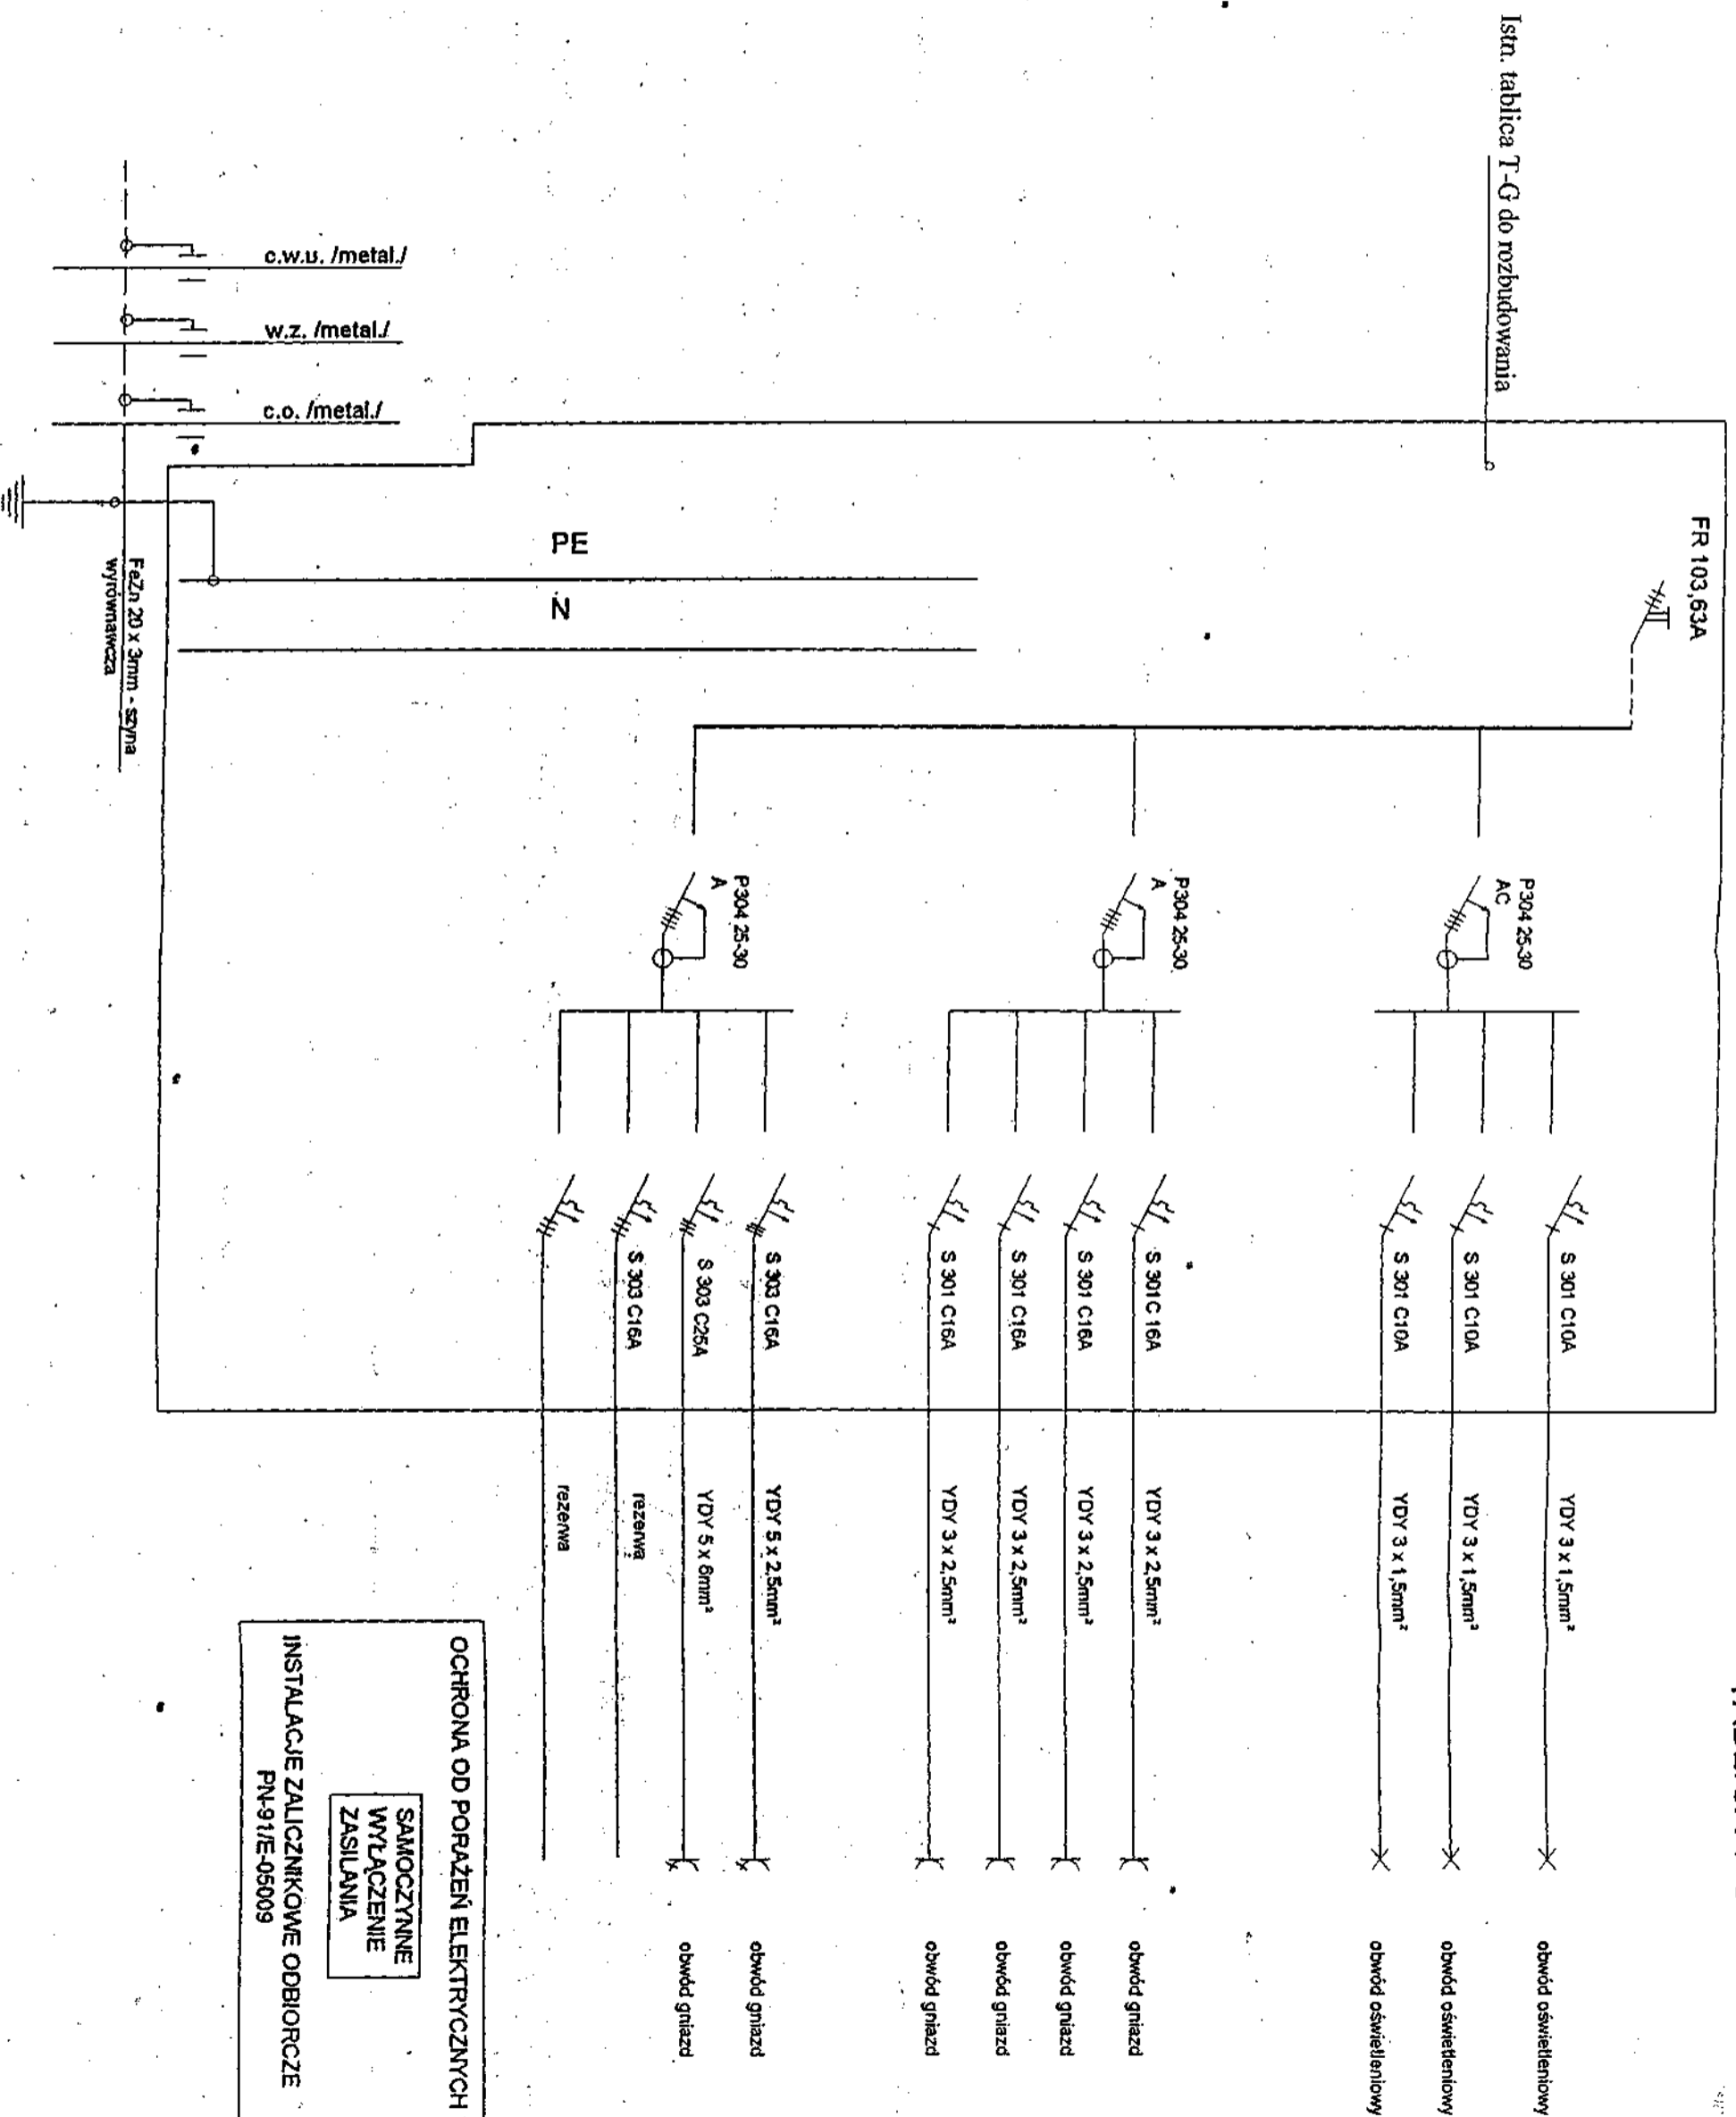 Istn. tablica T-G do rozbudowania
FR 103,63A
P304 25-30
AC
S 301 C10A
YDY 3 x 1,5mm²
obwód oświetleniowy
S 301 C10A
YDY 3 x 1,5mm²
obwód oświetleniowy
S 301 C10A
YDY 3 x 1,5mm²
obwód oświetleniowy
P304 25-30
A
S 301C 16A
YDY 3 x 2,5mm²
obwód gniazd
S 301 C16A
YDY 3 x 2,5mm²
obwód gniazd
S 301 C16A
YDY 3 x 2,5mm²
obwód gniazd
S 301 C16A
YDY 3 x 2,5mm²
obwód gniazd
P304 25-30
A
S 303 C16A
YDY 5 x 2,5mm²
obwód gniazd
S 303 C25A
YDY 5 x 6mm²
obwód gniazd
S 303 C16A
rezerwa
rezerwa
PE
N
c.w.u. /metal./
w.z. /metal./
c.o. /metal./
FeZn 20 x 3mm - szyna
wyrównawcza
OCHRONA OD PORAŻEŃ ELEKTRYCZNYCH
SAMOCZYNNE
WYŁĄCZENIE
ZASILANIA
INSTALACJE ZALICZNIKOWE ODBIORCZE
PN-91/E-05009